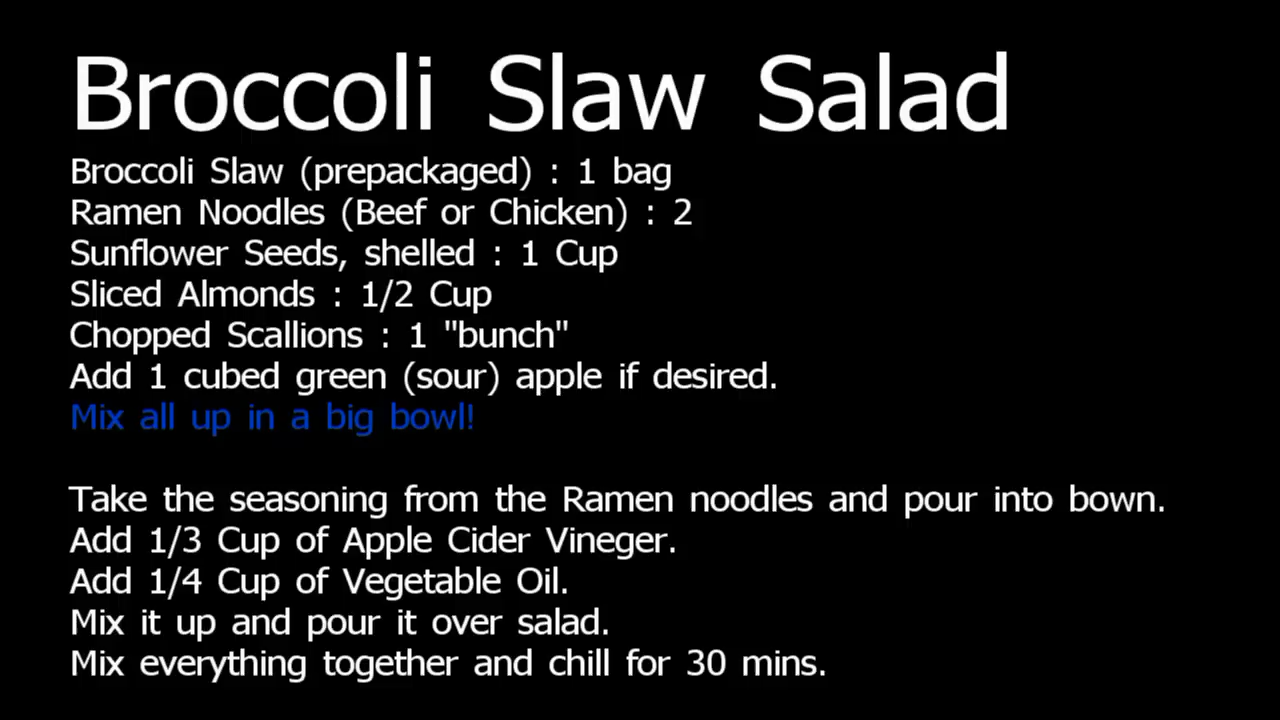 Broccoli Slaw Salad
Broccoli Slaw (prepackaged) : 1 bag
Ramen Noodles (Beef or Chicken) : 2
Sunflower Seeds, shelled : 1 Cup
Sliced Almonds : 1/2 Cup
Chopped Scallions : 1 "bunch"
Add 1 cubed green (sour) apple if desired.
Mix all up in a big bowl!
Take the seasoning from the Ramen noodles and pour into bown.
Add 1/3 Cup of Apple Cider Vineger.
Add 1/4 Cup of Vegetable Oil.
Mix it up and pour it over salad.
Mix everything together and chill for 30 mins.